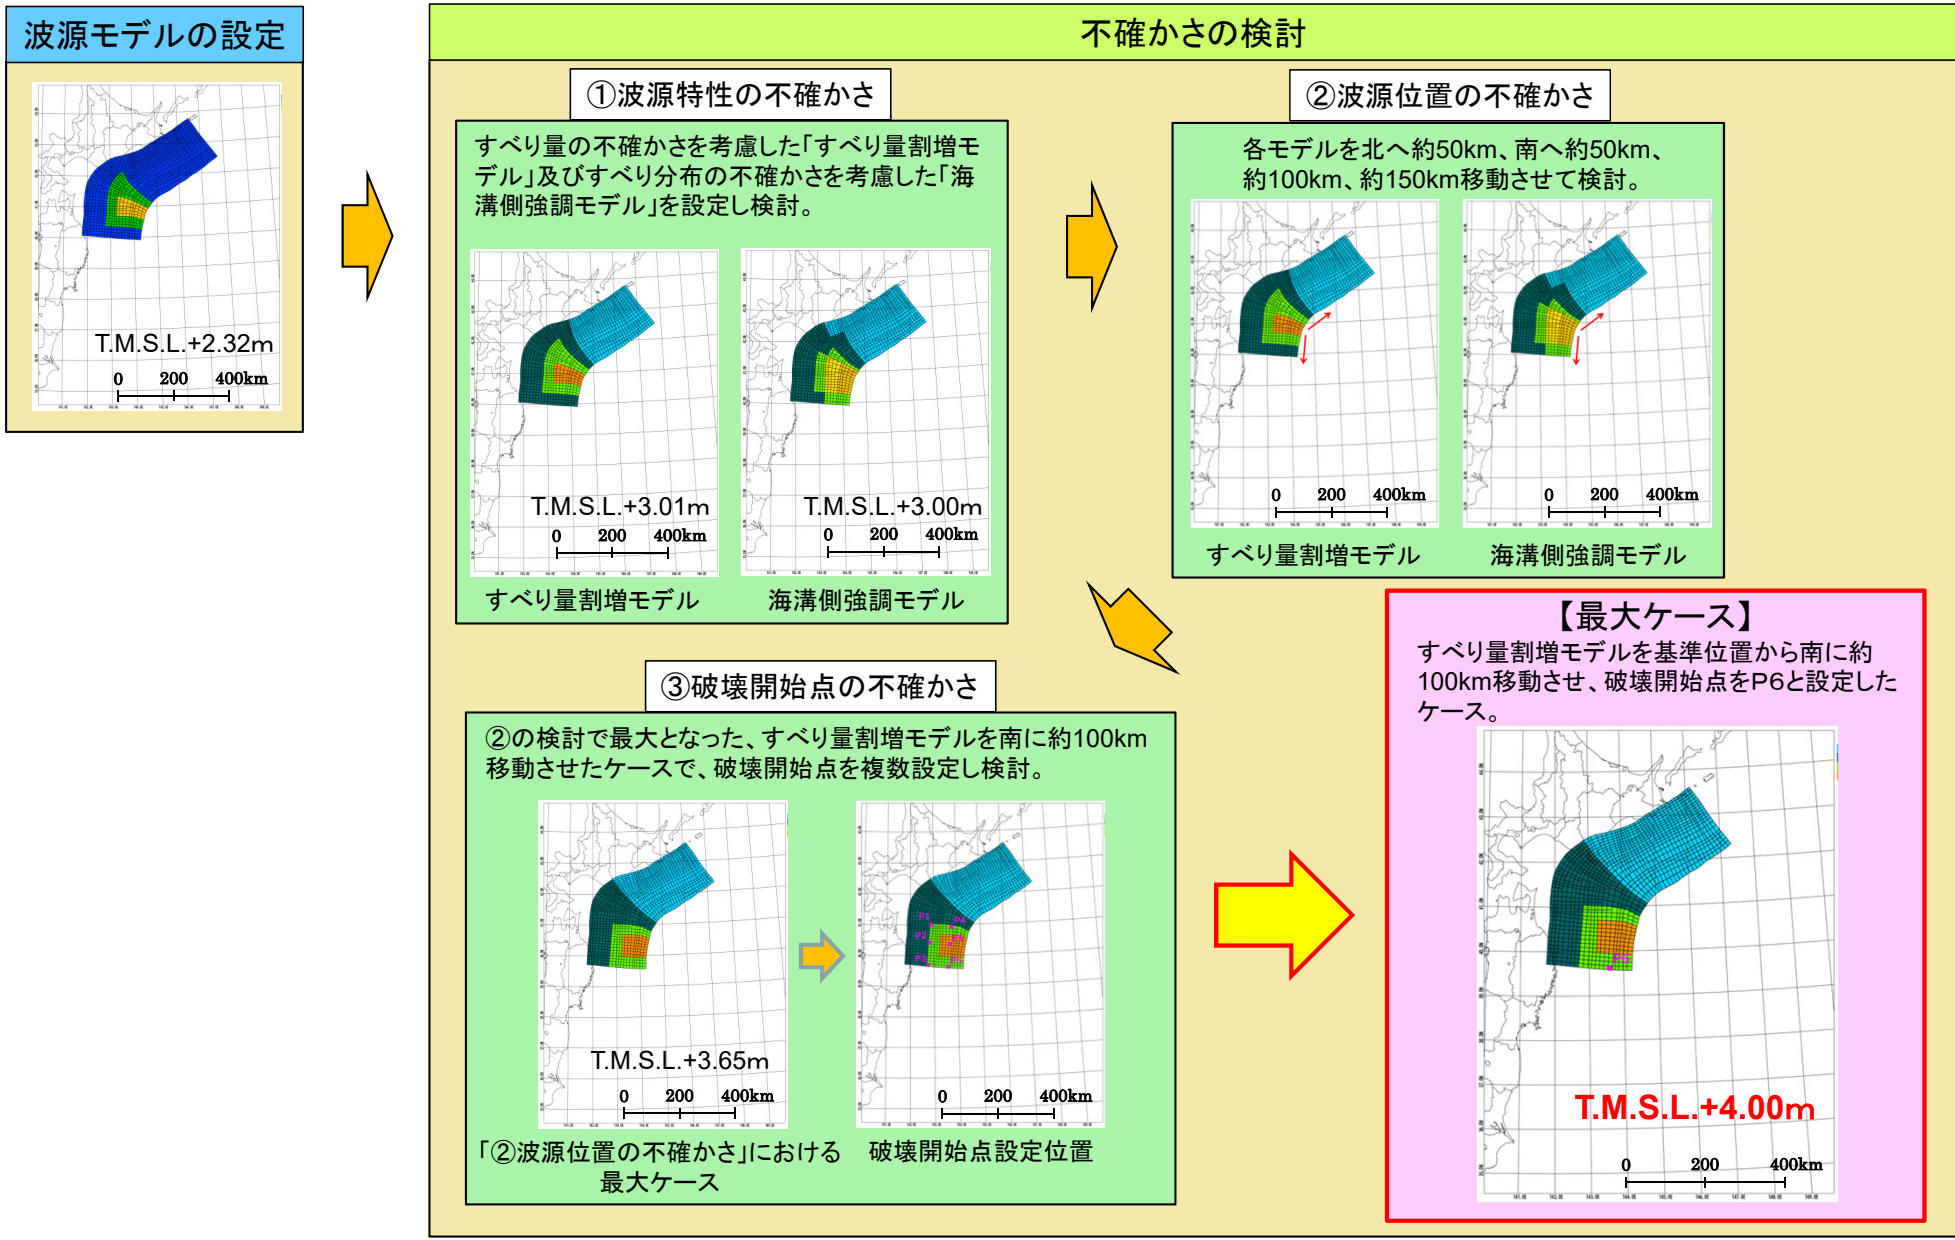 波源モデルの設定
T.M.S.L.+2.32m
0 200 400km
不確かさの検討
①波源特性の不確かさ
すべり量の不確かさを考慮した「すべり量割増モ
デル」及びすべり分布の不確かさを考慮した「海
溝側強調モデル」を設定し検討。
T.M.S.L.+3.01m
0 200 400km
すべり量割増モデル
T.M.S.L.+3.00m
0 200 400km
海溝側強調モデル
②波源位置の不確かさ
各モデルを北へ約50km、南へ約50km、
約100km、約150km移動させて検討。
0 200 400km
すべり量割増モデル
0 200 400km
海溝側強調モデル
③破壊開始点の不確かさ
②の検討で最大となった、すべり量割増モデルを南に約100km
移動させたケースで、破壊開始点を複数設定し検討。
T.M.S.L.+3.65m
0 200 400km
「②波源位置の不確かさ」における
最大ケース
P1
P4
P2
P3
0 200 400km
破壊開始点設定位置
【最大ケース】
すべり量割増モデルを基準位置から南に約
100km移動させ、破壊開始点をP6と設定した
ケース。
T.M.S.L.+4.00m
0 200 400km